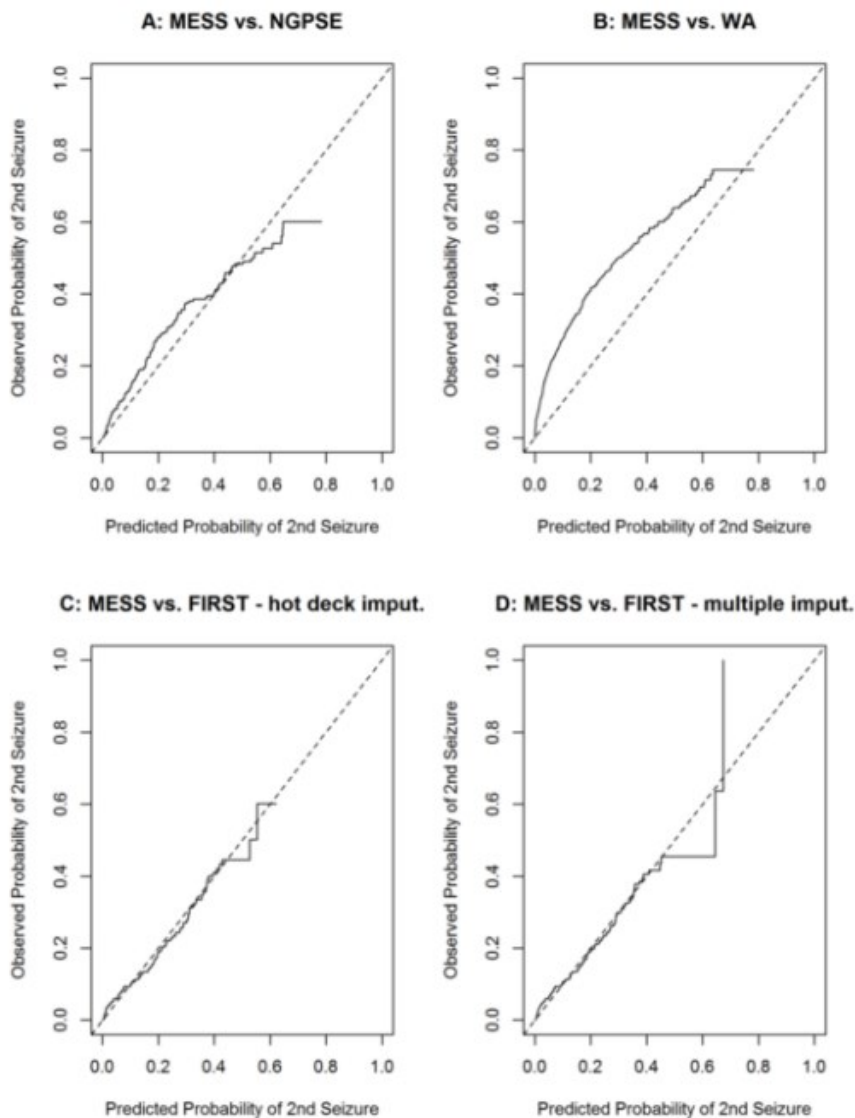 A: MESS vs. NGPSE
B: MESS vs. WA
Observed Probability of 2nd Seizure
1.0
0.8
0.6
0.4
0.2
0.0
0.0 0.2 0.4 0.6 0.8 1.0
Predicted Probability of 2nd Seizure
Observed Probability of 2nd Seizure
1.0
0.8
0.6
0.4
0.2
0.0
0.0 0.2 0.4 0.6 0.8 1.0
Predicted Probability of 2nd Seizure
C: MESS vs. FIRST - hot deck imput.
D: MESS vs. FIRST - multiple imput.
Observed Probability of 2nd Seizure
1.0
0.8
0.6
0.4
0.2
0.0
0.0 0.2 0.4 0.6 0.8 1.0
Predicted Probability of 2nd Seizure
Observed Probability of 2nd Seizure
1.0
0.8
0.6
0.4
0.2
0.0
0.0 0.2 0.4 0.6 0.8 1.0
Predicted Probability of 2nd Seizure